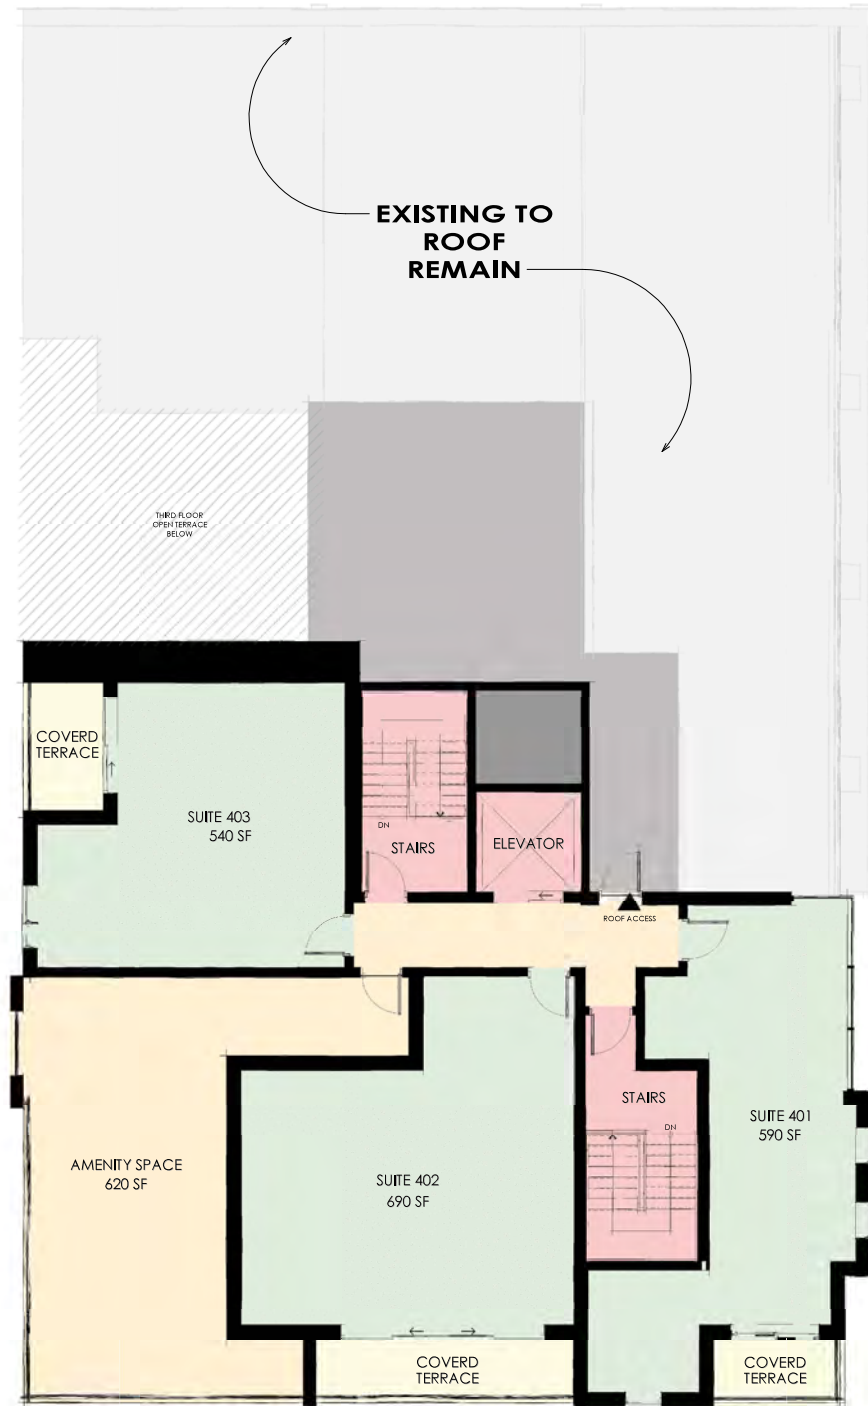 EXISTING TO
ROOF
REMAIN
THIRD FLOOR
OPEN TERRACE
BELOW
COVERD
TERRACE
SUITE 403
540 SF
DN
STAIRS
ELEVATOR
ROOF ACCESS
STAIRS
DN
SUITE 401
590 SF
AMENITY SPACE
620 SF
SUITE 402
690 SF
COVERD
TERRACE
COVERD
TERRACE